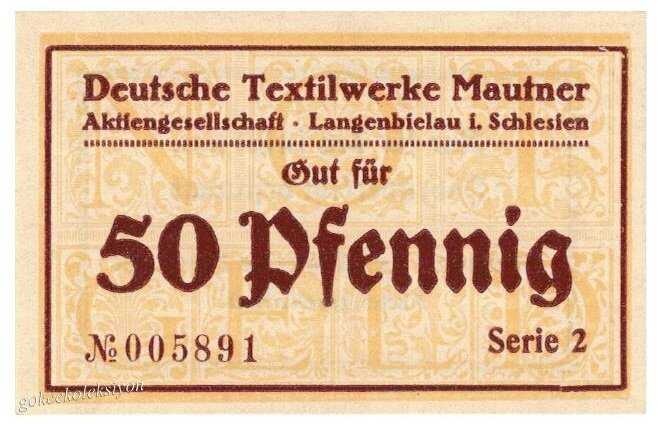 Deutsche Textilwerke Mautner
Aktiengesellschaft · Langenbielau i. Schlesien
Gut für
50 Pfennig
№ 005891
Serie 2
gokcekoleksiyon